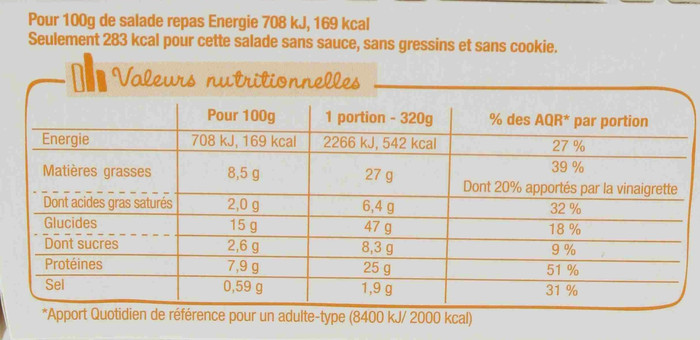 Pour 100g de salade repas Energie 708 kJ, 169 kcal
Seulement 283 kcal pour cette salade sans sauce, sans gressins et sans cookie.
Valeurs nutritionnelles
Pour 100g 1 portion - 320g % des AQR* par portion
Energie 708 kJ, 169 kcal 2266 kJ, 542 kcal 27 %
Matières grasses 8,5 g 27 g 39 %
Dont 20% apportés par la vinaigrette
Dont acides gras saturés 2,0 g 6,4 g 32 %
Glucides 15 g 47 g 18 %
Dont sucres 2,6 g 8,3 g 9 %
Protéines 7,9 g 25 g 51 %
Sel 0,59 g 1,9 g 31 %
*Apport Quotidien de référence pour un adulte-type (8400 kJ/ 2000 kcal)